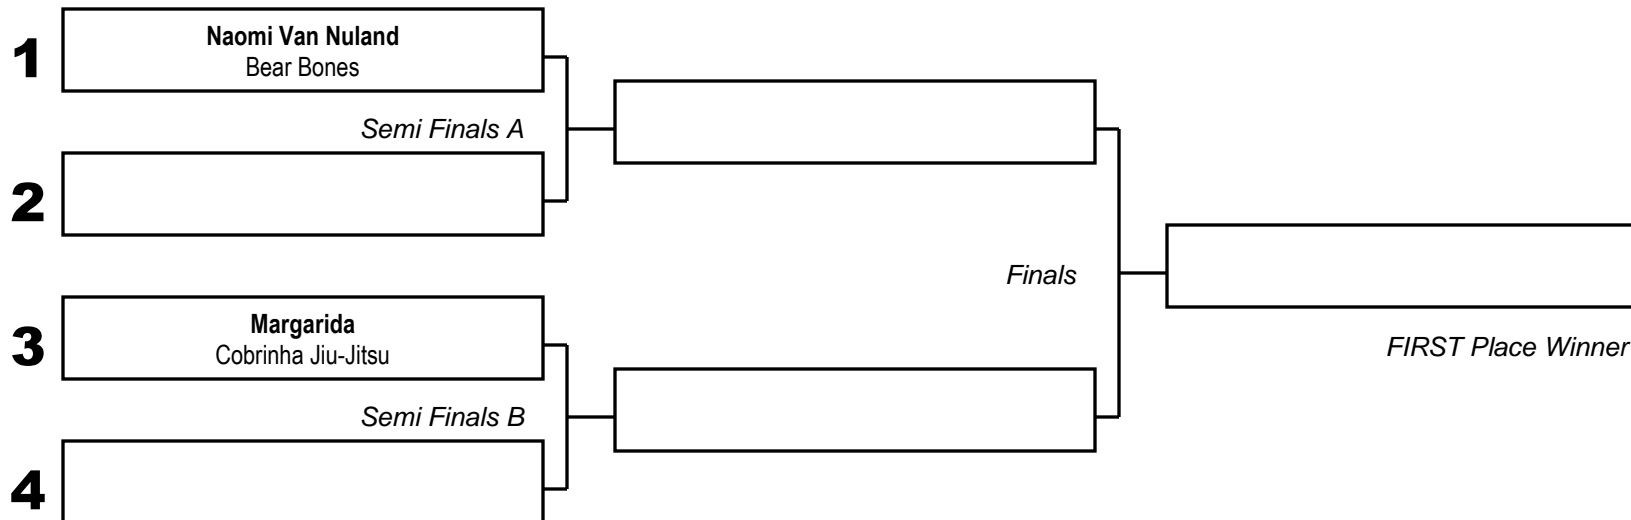 1
Naomi Van Nuland
Bear Bones
Semi Finals A
2
Finals
3
Margarida
Cobrinha Jiu-Jitsu
FIRST Place Winner
Semi Finals B
4